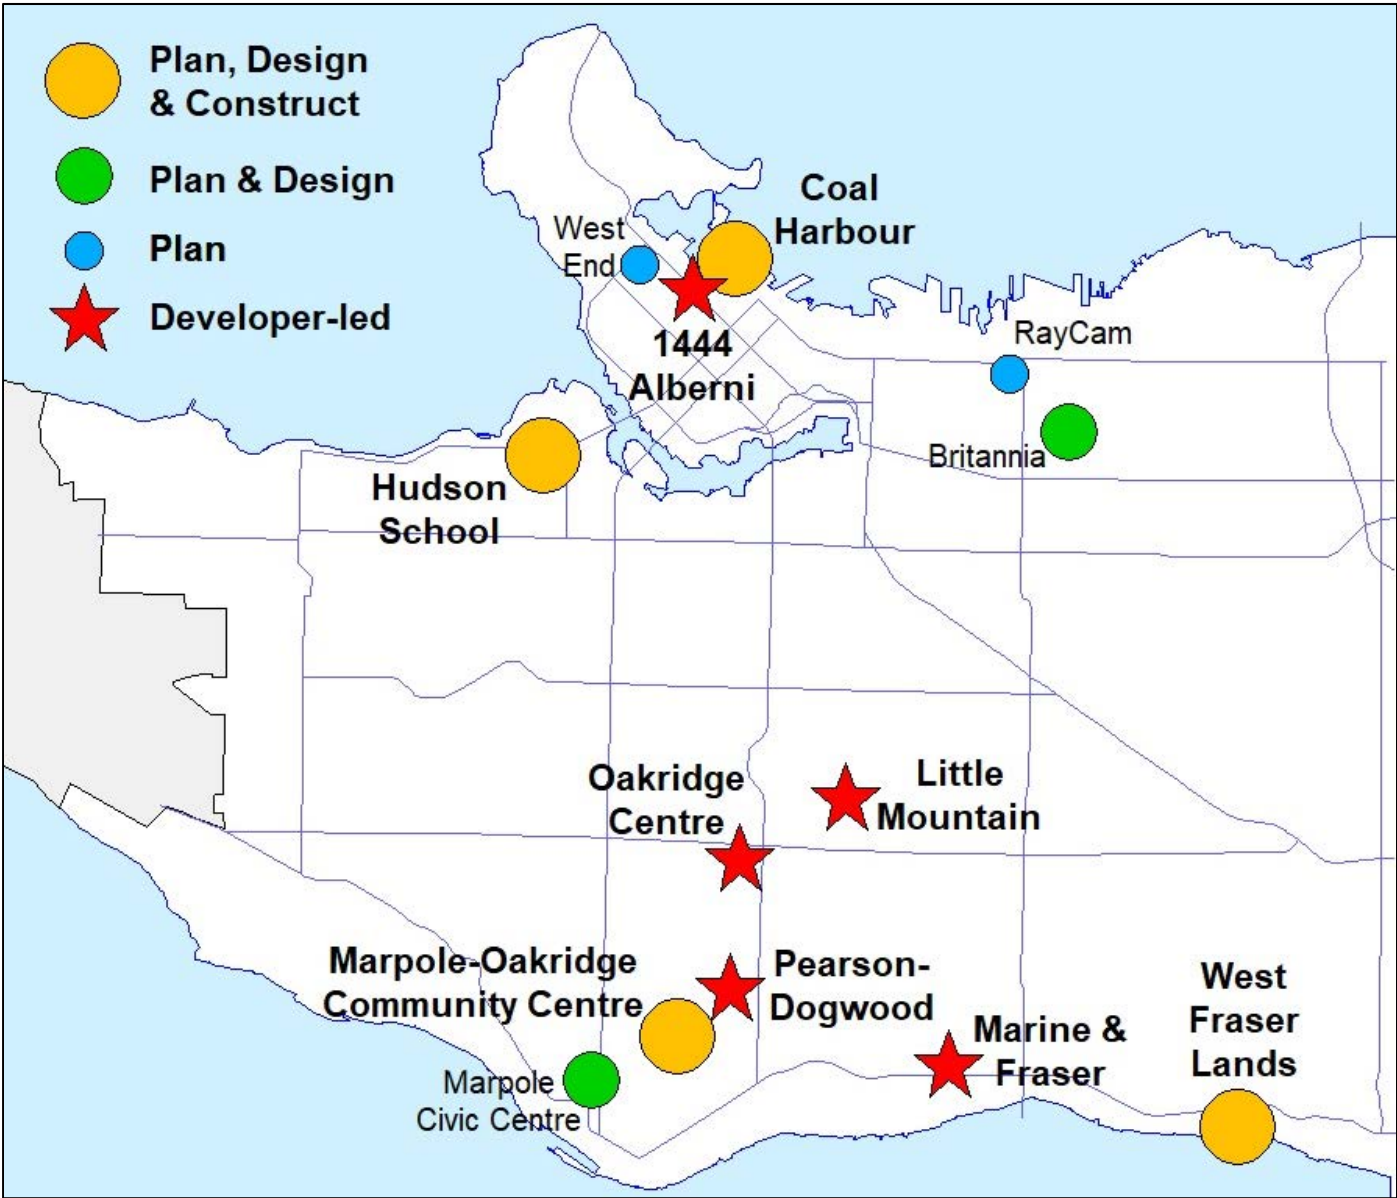 Plan, Design
& Construct
Plan & Design
Plan
Developer-led
West
End
Coal
Harbour
1444
Alberni
RayCam
Britannia
Hudson
School
Oakridge
Centre
Little
Mountain
Marpole-Oakridge
Community Centre
Pearson-
Dogwood
Marine &
Fraser
West
Fraser
Lands
Marpole
Civic Centre